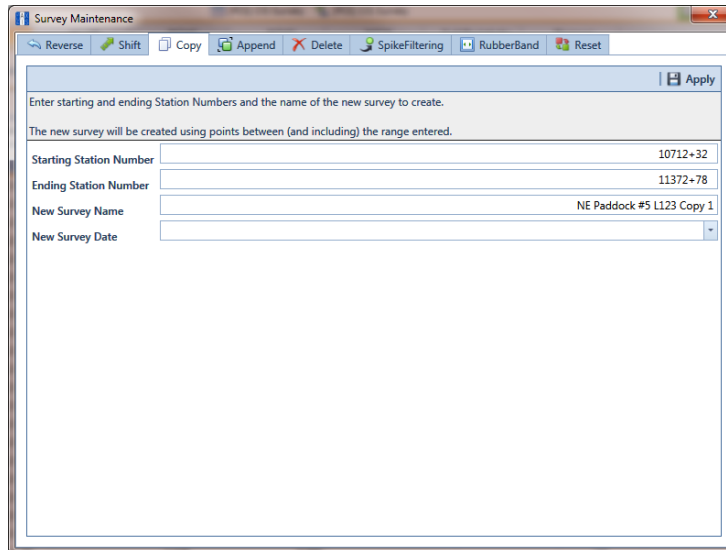 Survey Maintenance
Reverse Shift Copy Append Delete SpikeFiltering RubberBand Reset
Apply
Enter starting and ending Station Numbers and the name of the new survey to create.
The new survey will be created using points between (and including) the range entered.
Starting Station Number 10712+32
Ending Station Number 11372+78
New Survey Name NE Paddock #5 L123 Copy 1
New Survey Date